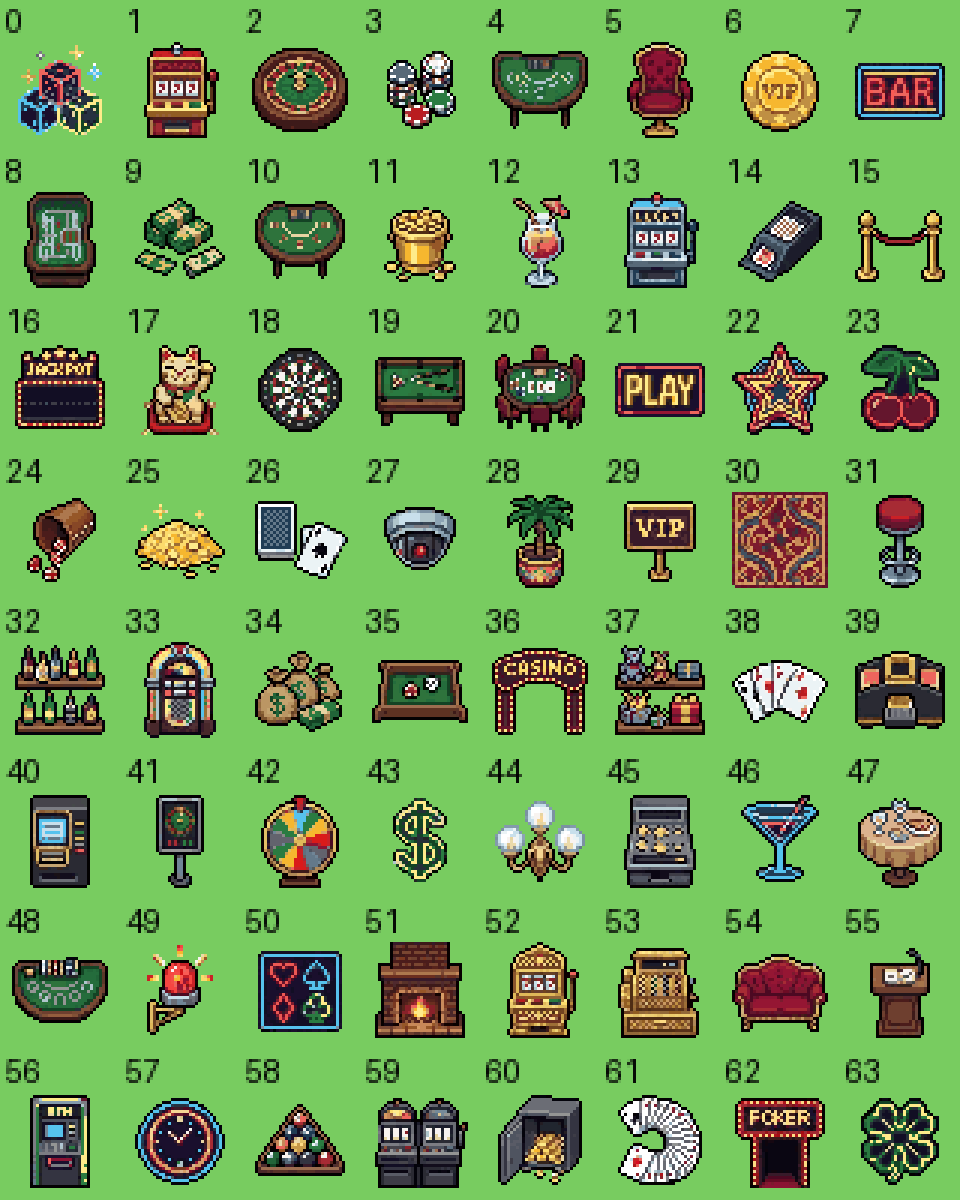 0 1 2 3 4 5 6 7
777
VIP
BAR
8 9 10 11 12 13 14 15
16 17 18 19 20 21 22 23
JACKPOT
PLAY
24 25 26 27 28 29 30 31
VIP
32 33 34 35 36 37 38 39
$
CASINO
40 41 42 43 44 45 46 47
$
48 49 50 51 52 53 54 55
56 57 58 59 60 61 62 63
ATM
POKER